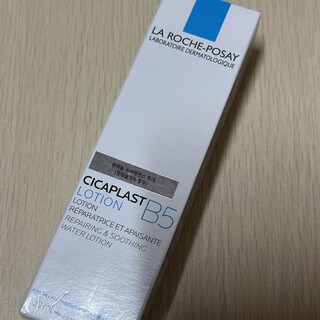 LA ROCHE-POSAY
LABORATOIRE DERMATOLOGIQUE
CICAPLAST
LOTION B5
LOTION
RÉPARATRICE ET APAISANTE
REPAIRING & SOOTHING
WATER LOTION